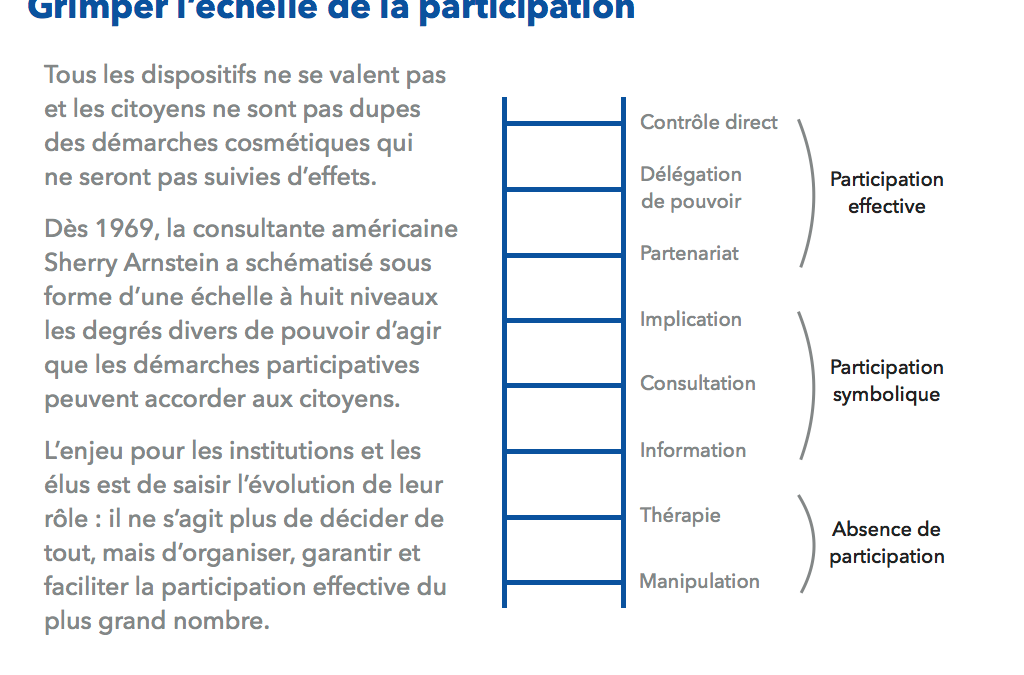 Grimper l'échelle de la participation
Tous les dispositifs ne se valent pas
et les citoyens ne sont pas dupes
des démarches cosmétiques qui
ne seront pas suivies d'effets.
Dès 1969, la consultante américaine
Sherry Arnstein a schématisé sous
forme d'une échelle à huit niveaux
les degrés divers de pouvoir d'agir
que les démarches participatives
peuvent accorder aux citoyens.
L'enjeu pour les institutions et les
élus est de saisir l'évolution de leur
rôle : il ne s'agit plus de décider de
tout, mais d'organiser, garantir et
faciliter la participation effective du
plus grand nombre.
Contrôle direct
Délégation
de pouvoir
Partenariat
Participation
effective
Implication
Consultation
Information
Participation
symbolique
Thérapie
Manipulation
Absence de
participation